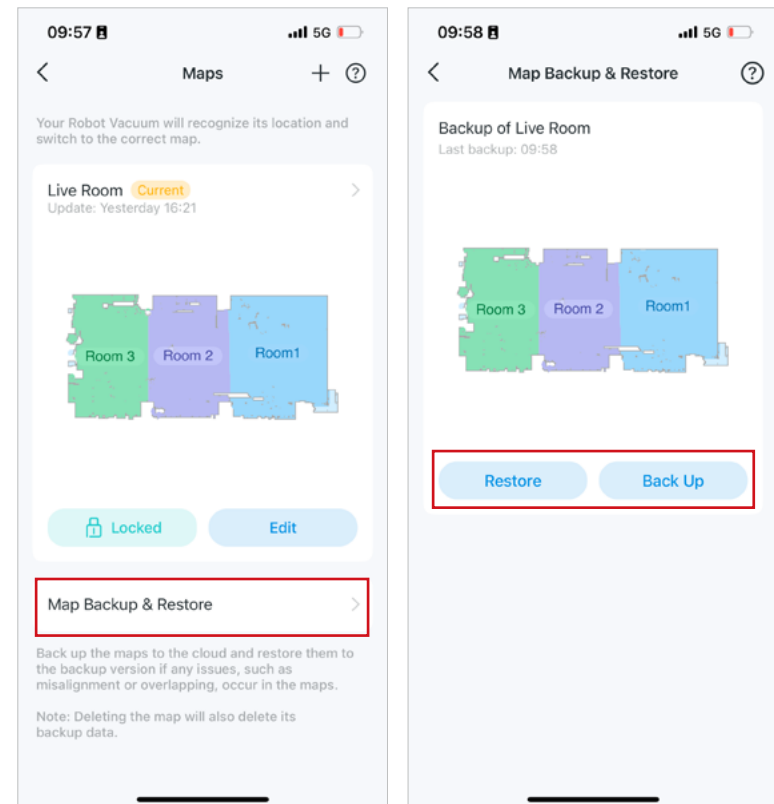 09:57
5G
Maps
Your Robot Vacuum will recognize its location and
switch to the correct map.
Live Room Current
Update: Yesterday 16:21
Room 3 Room 2 Room1
Locked Edit
Map Backup & Restore
Back up the maps to the cloud and restore them to
the backup version if any issues, such as
misalignment or overlapping, occur in the maps.
Note: Deleting the map will also delete its
backup data.
09:58
5G
Map Backup & Restore
Backup of Live Room
Last backup: 09:58
Room 3 Room 2 Room1
Restore Back Up